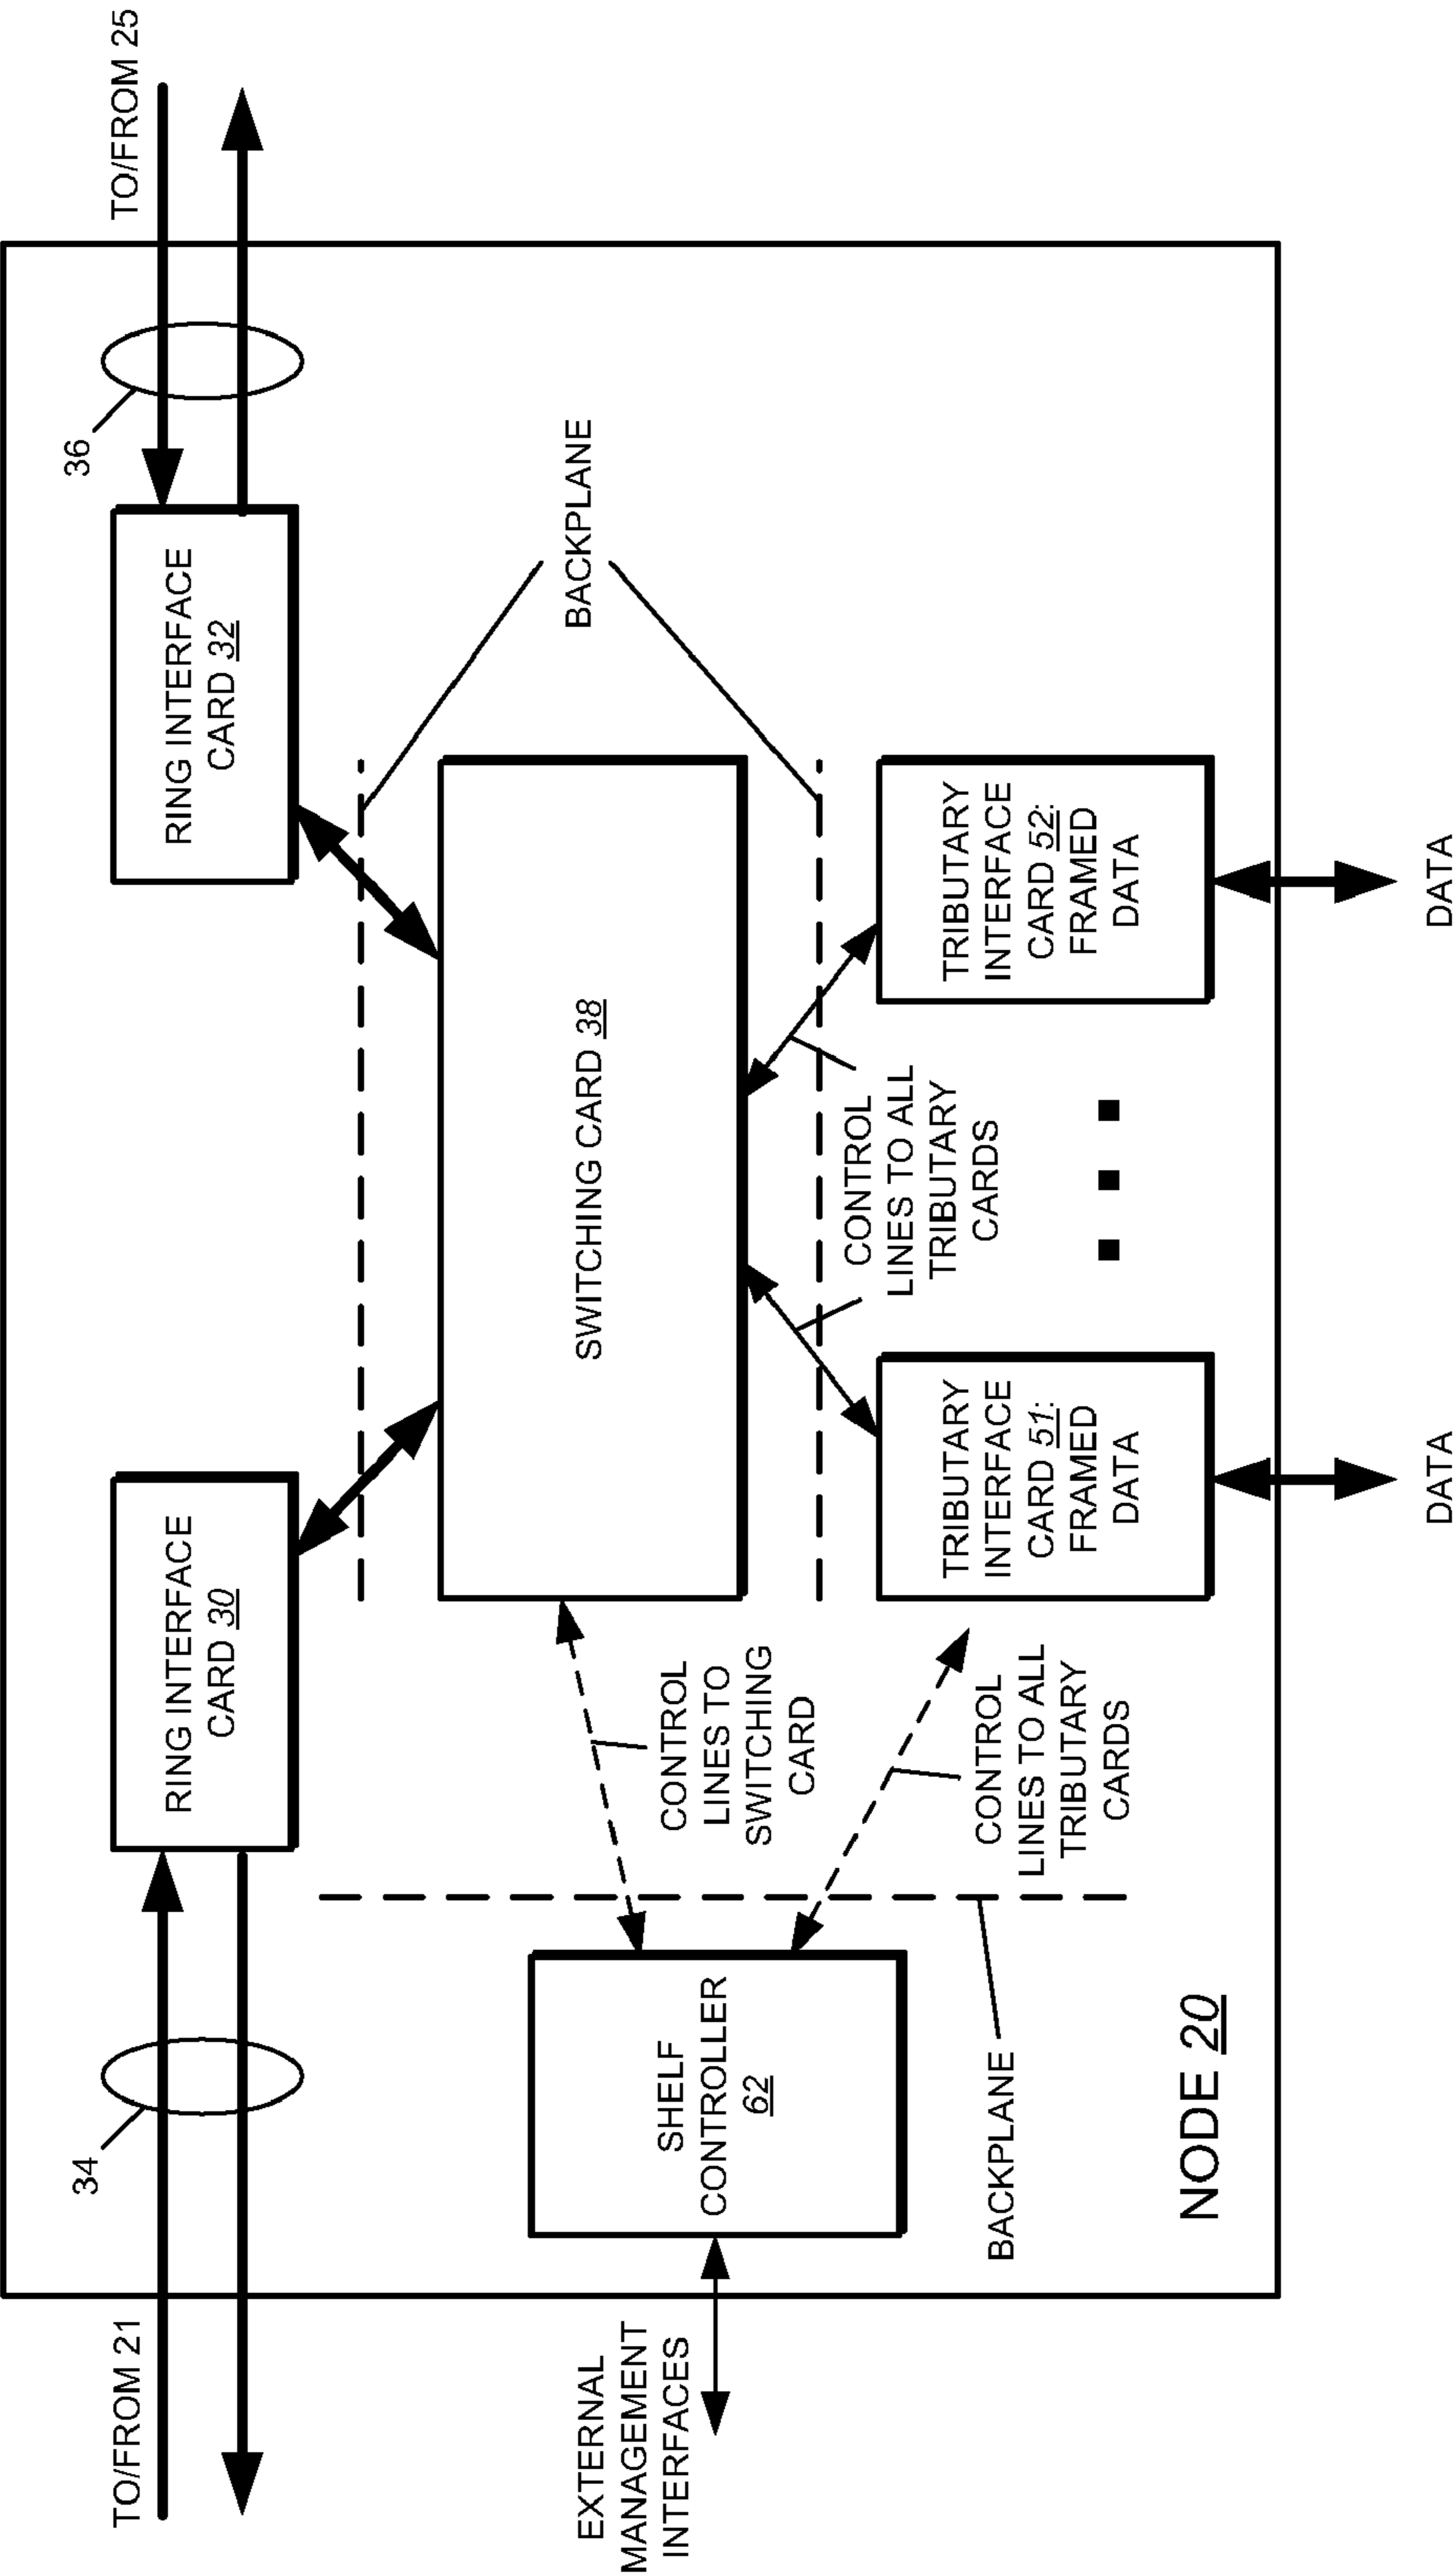 TO/FROM 21
34
RING INTERFACE
CARD 30
RING INTERFACE
CARD 32
36
TO/FROM 25
BACKPLANE
EXTERNAL
MANAGEMENT
INTERFACES
SHELF
CONTROLLER
62
CONTROL
LINES TO
SWITCHING
CARD
SWITCHING CARD 38
CONTROL
LINES TO ALL
TRIBUTARY
CARDS
CONTROL
LINES TO ALL
TRIBUTARY
CARDS
TRIBUTARY
INTERFACE
CARD 51:
FRAMED
DATA
TRIBUTARY
INTERFACE
CARD 52:
FRAMED
DATA
BACKPLANE
NODE 20
DATA
DATA